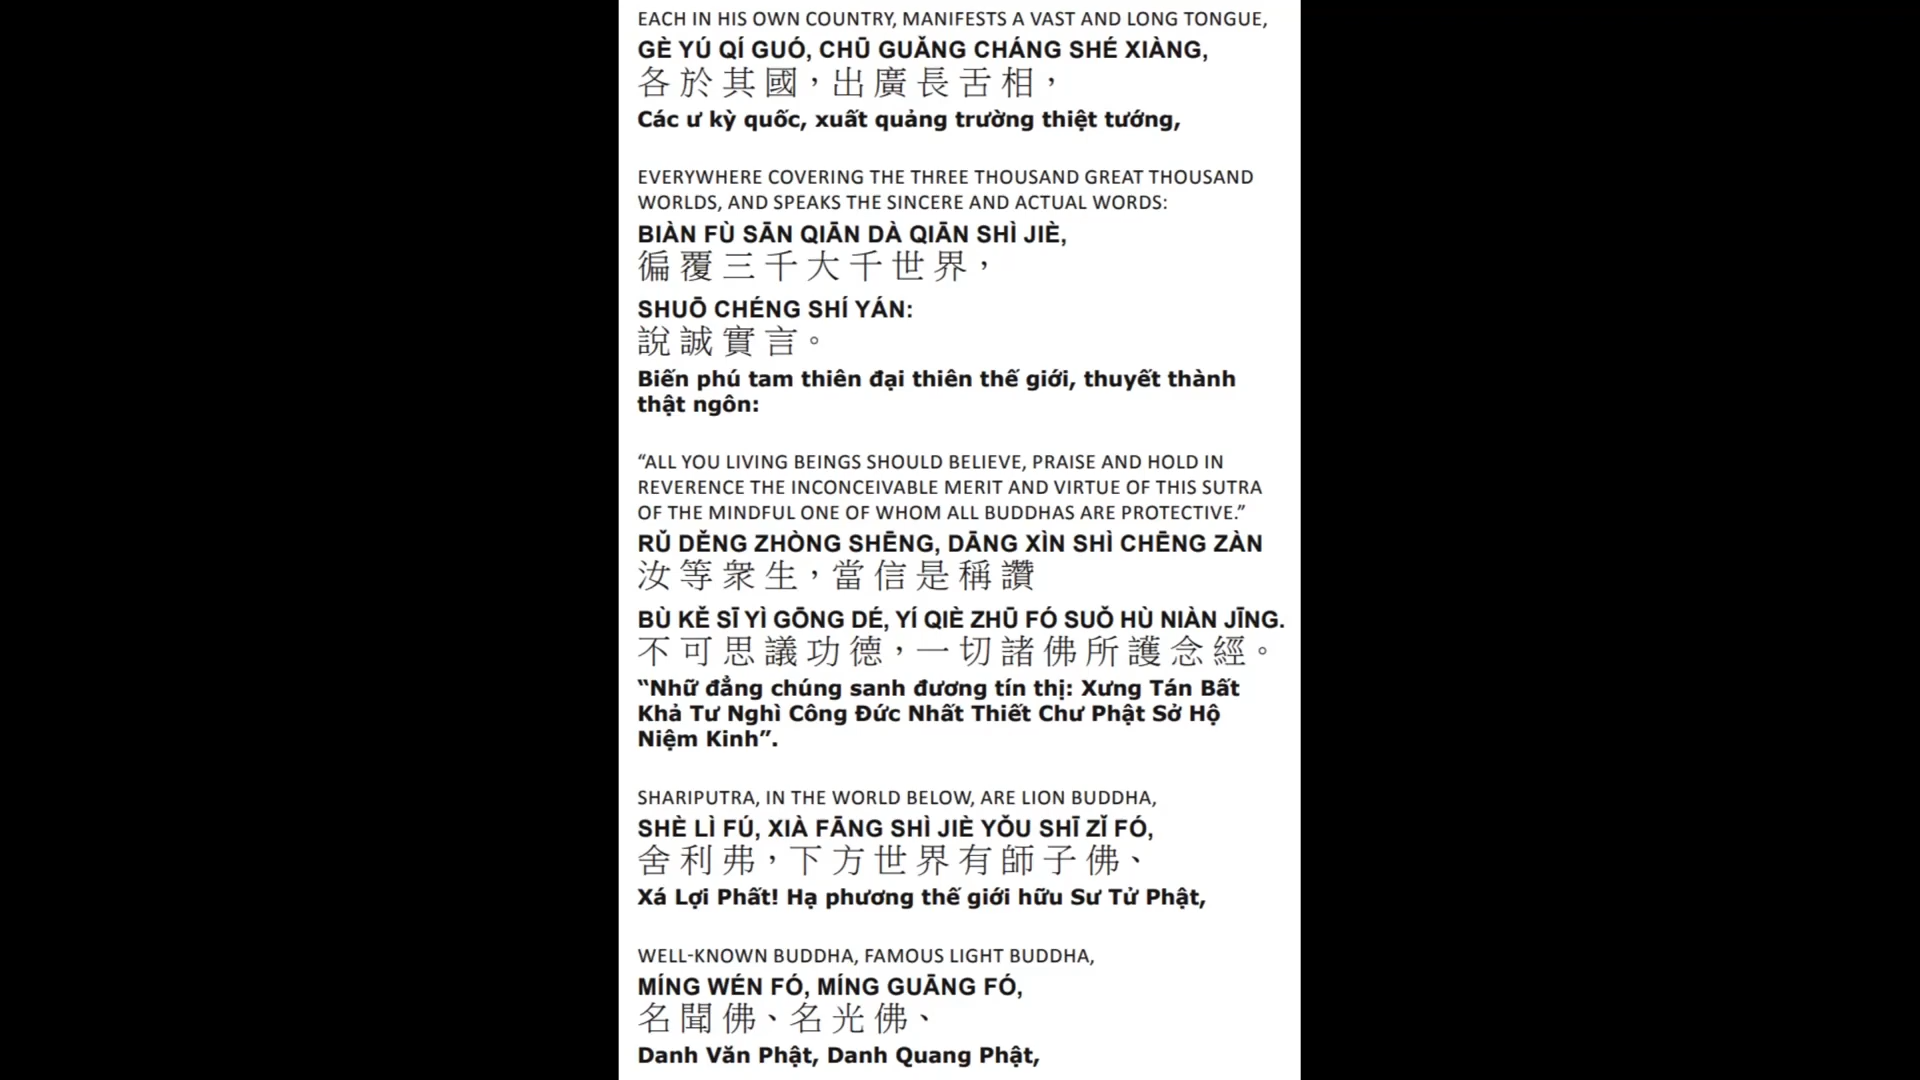 EACH IN HIS OWN COUNTRY, MANIFESTS A VAST AND LONG TONGUE,
GÈ YÚ QÍ GUÓ, CHŪ GUǍNG CHÁNG SHÉ XIÀNG,
各於其國，出廣長舌相，
Các ư kỳ quốc, xuất quảng trường thiệt tướng,
EVERYWHERE COVERING THE THREE THOUSAND GREAT THOUSAND
WORLDS, AND SPEAKS THE SINCERE AND ACTUAL WORDS:
BIÀN FÙ SĀN QIĀN DÀ QIĀN SHÌ JIÈ,
徧覆三千大千世界，
SHUŌ CHÉNG SHÍ YÁN:
說誠實言。
Biến phú tam thiên đại thiên thế giới, thuyết thành
thật ngôn:
“ALL YOU LIVING BEINGS SHOULD BELIEVE, PRAISE AND HOLD IN
REVERENCE THE INCONCEIVABLE MERIT AND VIRTUE OF THIS SUTRA
OF THE MINDFUL ONE OF WHOM ALL BUDDHAS ARE PROTECTIVE.”
RǓ DĚNG ZHÒNG SHĒNG, DĀNG XÌN SHÌ CHĒNG ZÀN
汝等衆生，當信是稱讚
BÙ KĚ SĪ YÌ GŌNG DÉ, YÍ QIÈ ZHŪ FÓ SUǑ HÙ NIÀN JĪNG.
不可思議功德，一切諸佛所護念經。
“Nhữ đẳng chúng sanh đương tín thị: Xưng Tán Bất
Khả Tư Nghì Công Đức Nhất Thiết Chư Phật Sở Hộ
Niệm Kinh”.
SHARIPUTRA, IN THE WORLD BELOW, ARE LION BUDDHA,
SHÈ LÌ FÚ, XIÀ FĀNG SHÌ JIÈ YǑU SHĪ ZǏ FÓ,
舍利弗，下方世界有師子佛、
Xá Lợi Phất! Hạ phương thế giới hữu Sư Tử Phật,
WELL-KNOWN BUDDHA, FAMOUS LIGHT BUDDHA,
MÍNG WÉN FÓ, MÍNG GUĀNG FÓ,
名聞佛、名光佛、
Danh Văn Phật, Danh Quang Phật,